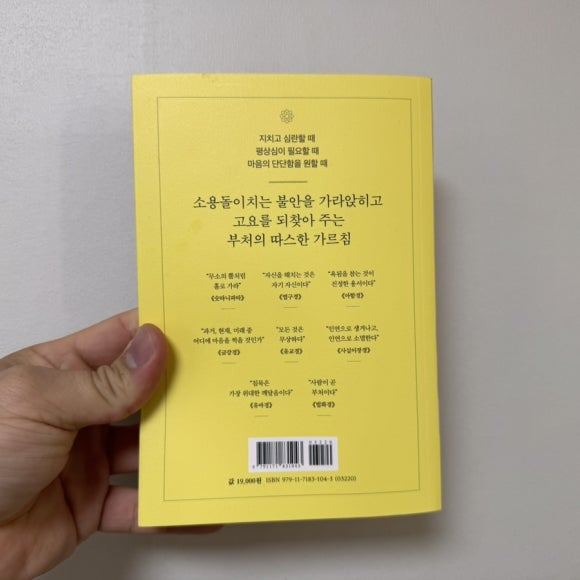 지치고 심란할 때
평상심이 필요할 때
마음의 단단함을 원할 때
소용돌이치는 불안을 가라앉히고
고요를 되찾아 주는
부처의 따스한 가르침
“무소의 뿔처럼
홀로 가라”
《숫타니파타》
“자신을 해치는 것은
자기 자신이다”
《법구경》
“욕됨을 참는 것이
진정한 용서이다”
《아함경》
“과거, 현재, 미래 중
어디에 마음을 찍을 것인가”
《금강경》
“모든 것은
무상하다”
《유교경》
“인연으로 생겨나고,
인연으로 소멸한다”
《사십이장경》
“침묵은
가장 위대한 깨달음이다”
《유마경》
“사람이 곧
부처이다”
《법화경》
03220
9 791171 831043
값 19,000원 ISBN 979-11-7183-104-3 (03220)